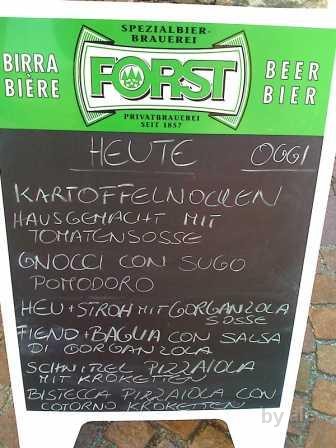 SPEZIALBIER-
BRAUEREI
BIRRA
BIÈRE
FORST
BEER
BIER
PRIVATBRAUEREI
SEIT 1857
HEUTE OGGI
KARTOFFELNOCKEN
HAUSGEMACHT MIT
TOMATENSOSSE
GNOCCI CON SUGO
POMODORO
HEU + STROH MIT GORGANZOLA
SOSSE
FIENO + BAGLIA CON SALSA
DI GORGANZOLA
SCHNITZEL PIZZAIOLA
MIT KROKETTEN
BISTECCA PIZZAIOLA CON
COTORNO KROKETTEN